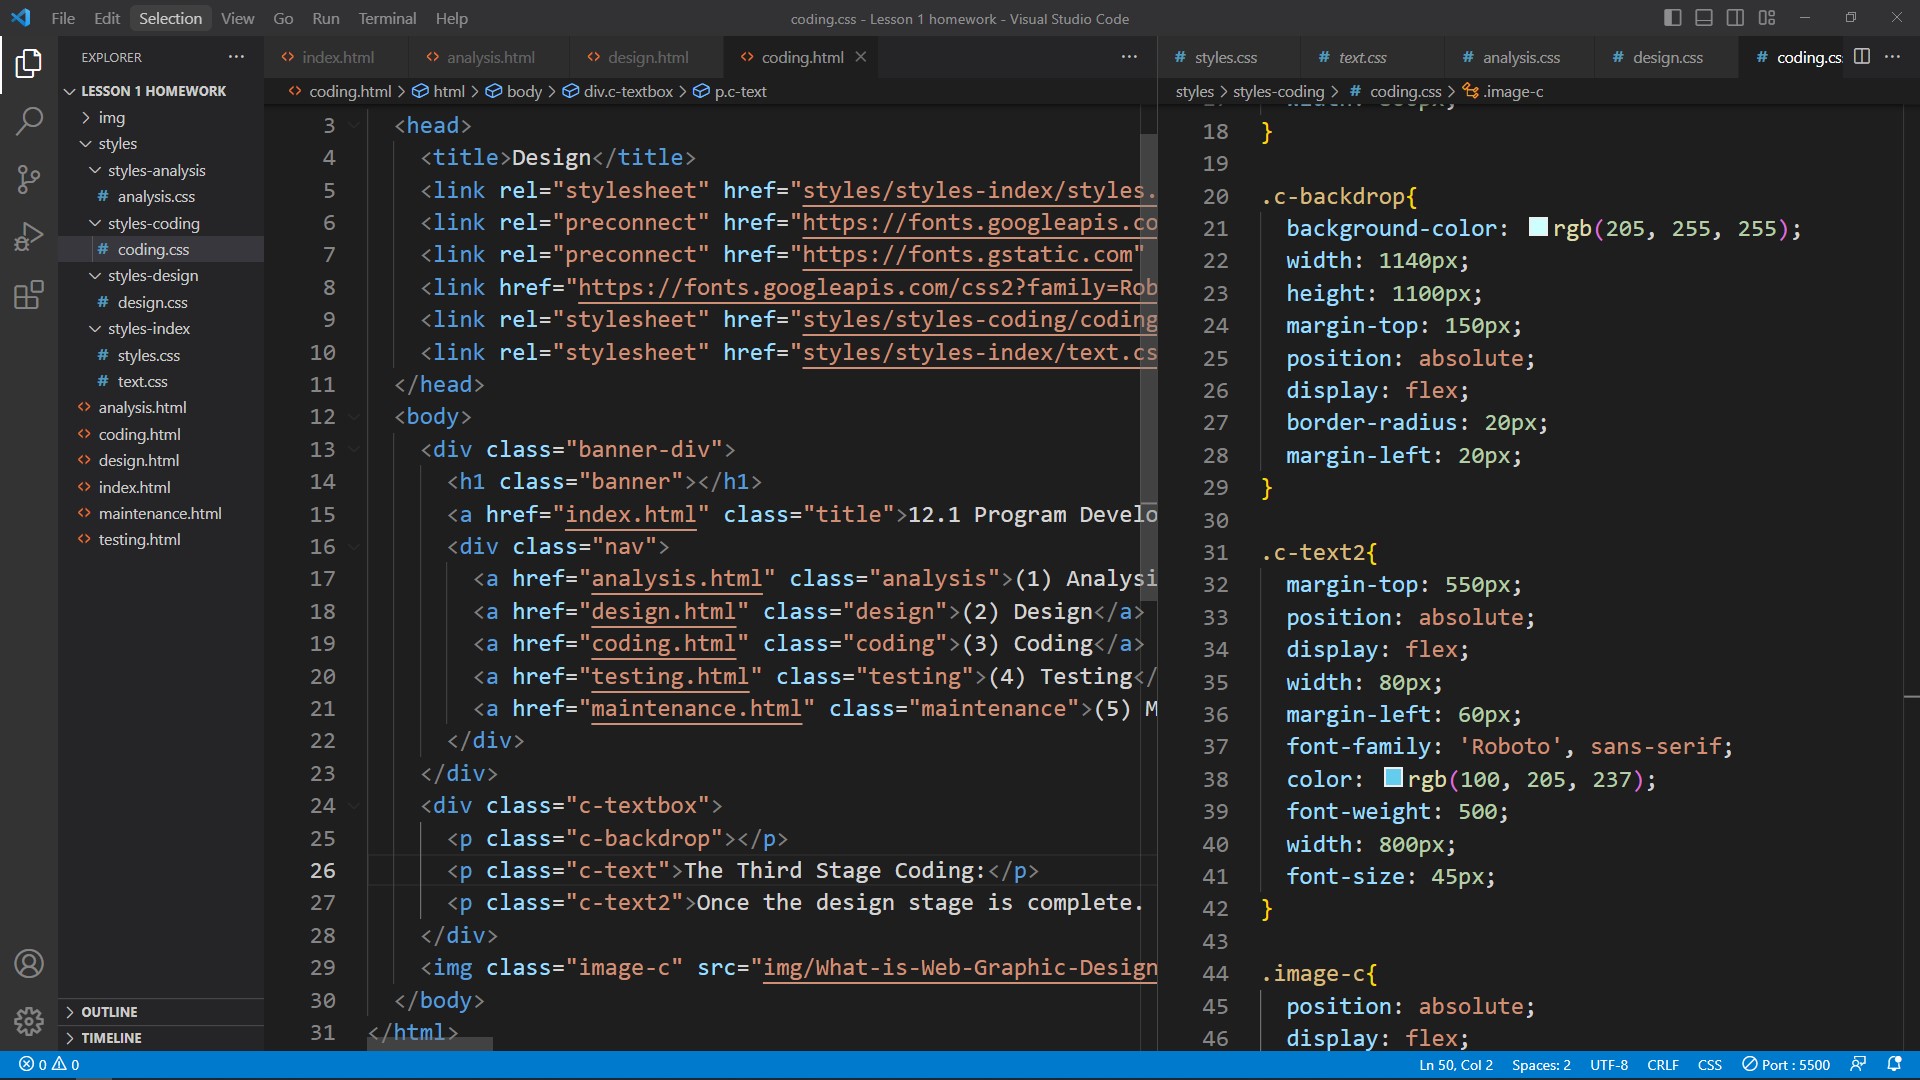 File Edit Selection View Go Run Terminal Help
coding.css - Lesson 1 homework - Visual Studio Code
EXPLORER
LESSON 1 HOMEWORK
img
styles
styles-analysis
# analysis.css
styles-coding
# coding.css
styles-design
# design.css
styles-index
# styles.css
# text.css
<> analysis.html
<> coding.html
<> design.html
<> index.html
<> maintenance.html
<> testing.html
OUTLINE
TIMELINE
<> index.html <> analysis.html <> design.html <> coding.html
<> coding.html > html > body > div.c-textbox > p.c-text
3 <head>
4 <title>Design</title>
5 <link rel="stylesheet" href="styles/styles-index/styles.
6 <link rel="preconnect" href="https://fonts.googleapis.co
7 <link rel="preconnect" href="https://fonts.gstatic.com"
8 <link href="https://fonts.googleapis.com/css2?family=Rob
9 <link rel="stylesheet" href="styles/styles-coding/coding
10 <link rel="stylesheet" href="styles/styles-index/text.cs
11 </head>
12 <body>
13 <div class="banner-div">
14 <h1 class="banner"></h1>
15 <a href="index.html" class="title">12.1 Program Develo
16 <div class="nav">
17 <a href="analysis.html" class="analysis">(1) Analysi
18 <a href="design.html" class="design">(2) Design</a>
19 <a href="coding.html" class="coding">(3) Coding</a>
20 <a href="testing.html" class="testing">(4) Testing</
21 <a href="maintenance.html" class="maintenance">(5) M
22 </div>
23 </div>
24 <div class="c-textbox">
25 <p class="c-backdrop"></p>
26 <p class="c-text">The Third Stage Coding:</p>
27 <p class="c-text2">Once the design stage is complete.
28 </div>
29 <img class="image-c" src="img/What-is-Web-Graphic-Design
30 </body>
31 </html>
# styles.css # text.css # analysis.css # design.css # coding.cs
styles > styles-coding > # coding.css > .image-c
18 }
19
20 .c-backdrop{
21 background-color: rgb(205, 255, 255);
22 width: 1140px;
23 height: 1100px;
24 margin-top: 150px;
25 position: absolute;
26 display: flex;
27 border-radius: 20px;
28 margin-left: 20px;
29 }
30
31 .c-text2{
32 margin-top: 550px;
33 position: absolute;
34 display: flex;
35 width: 80px;
36 margin-left: 60px;
37 font-family: 'Roboto', sans-serif;
38 color: rgb(100, 205, 237);
39 font-weight: 500;
40 width: 800px;
41 font-size: 45px;
42 }
43
44 .image-c{
45 position: absolute;
46 display: flex;
0 0 Ln 50, Col 2 Spaces: 2 UTF-8 CRLF CSS Port : 5500